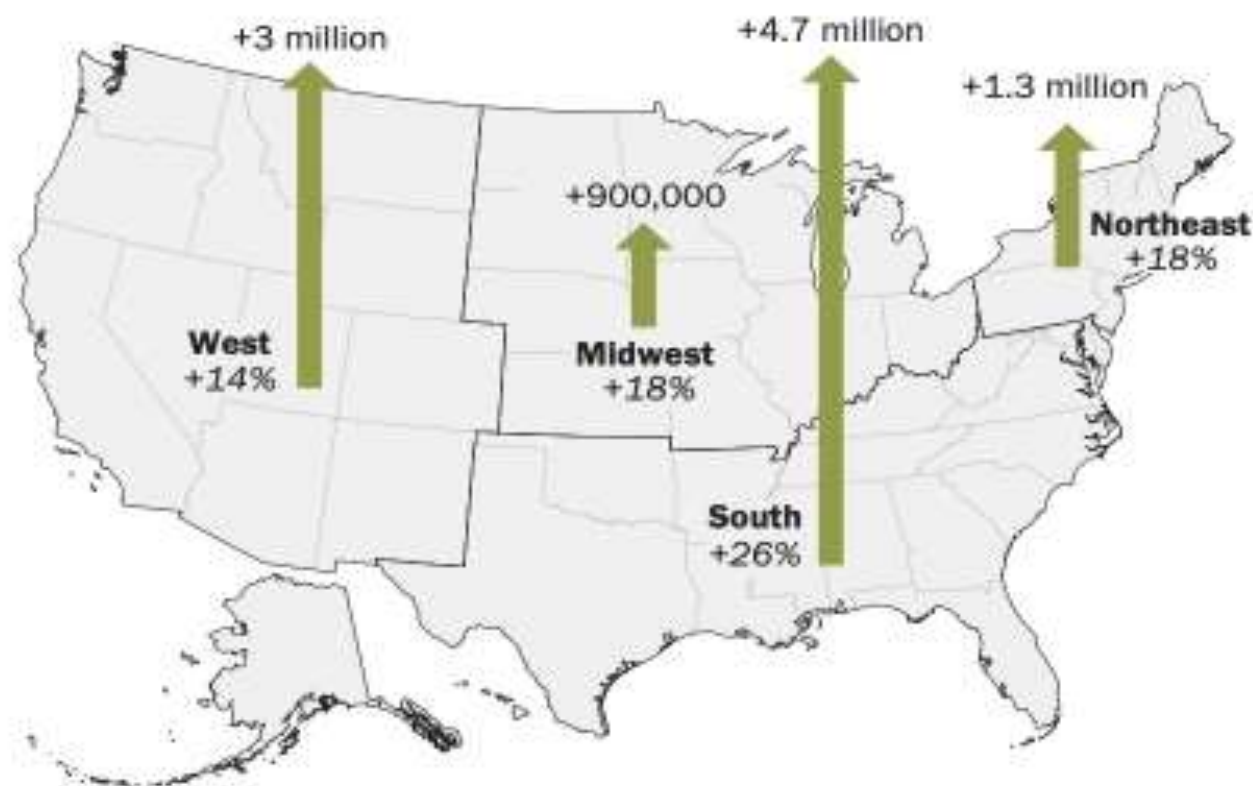 +3 million
West
+14%
+900,000
Midwest
+18%
+4.7 million
South
+26%
+1.3 million
Northeast
+18%